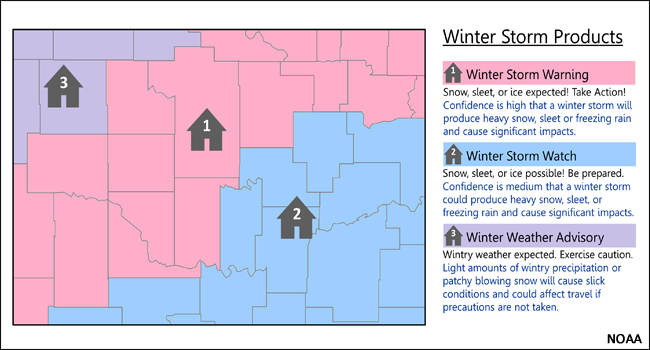 Winter Storm Products
3
1
2
1 Winter Storm Warning
Snow, sleet, or ice expected! Take Action!
Confidence is high that a winter storm will
produce heavy snow, sleet or freezing rain
and cause significant impacts.
2 Winter Storm Watch
Snow, sleet, or ice possible! Be prepared.
Confidence is medium that a winter storm
could produce heavy snow, sleet, or
freezing rain and cause significant impacts.
3 Winter Weather Advisory
Wintry weather expected. Exercise caution.
Light amounts of wintry precipitation or
patchy blowing snow will cause slick
conditions and could affect travel if
precautions are not taken.
NOAA